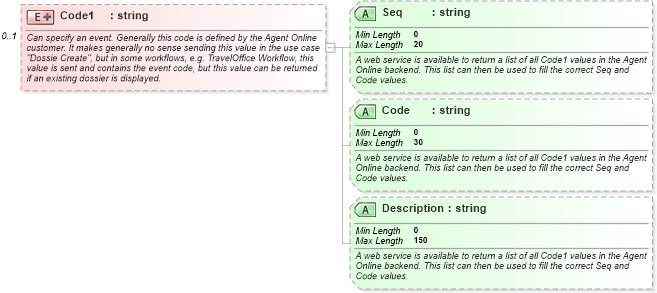 E Code1 : string
0..1
Can specify an event. Generally this code is defined by the Agent Online
customer. It makes generally no sense sending this value in the use case
"Dossie Create", but in some workflows, e.g. TravelOffice Workflow, this
value is sent and contains the event code, but this value can be returned
if an existing dossier is displayed.
A Seq : string
Min Length 0
Max Length 20
A web service is available to return a list of all Code1 values in the Agent
Online backend. This list can then be used to fill the correct Seq and
Code values.
A Code : string
Min Length 0
Max Length 30
A web service is available to return a list of all Code1 values in the Agent
Online backend. This list can then be used to fill the correct Seq and
Code values.
A Description : string
Min Length 0
Max Length 150
A web service is available to return a list of all Code1 values in the Agent
Online backend. This list can then be used to fill the correct Seq and
Code values.